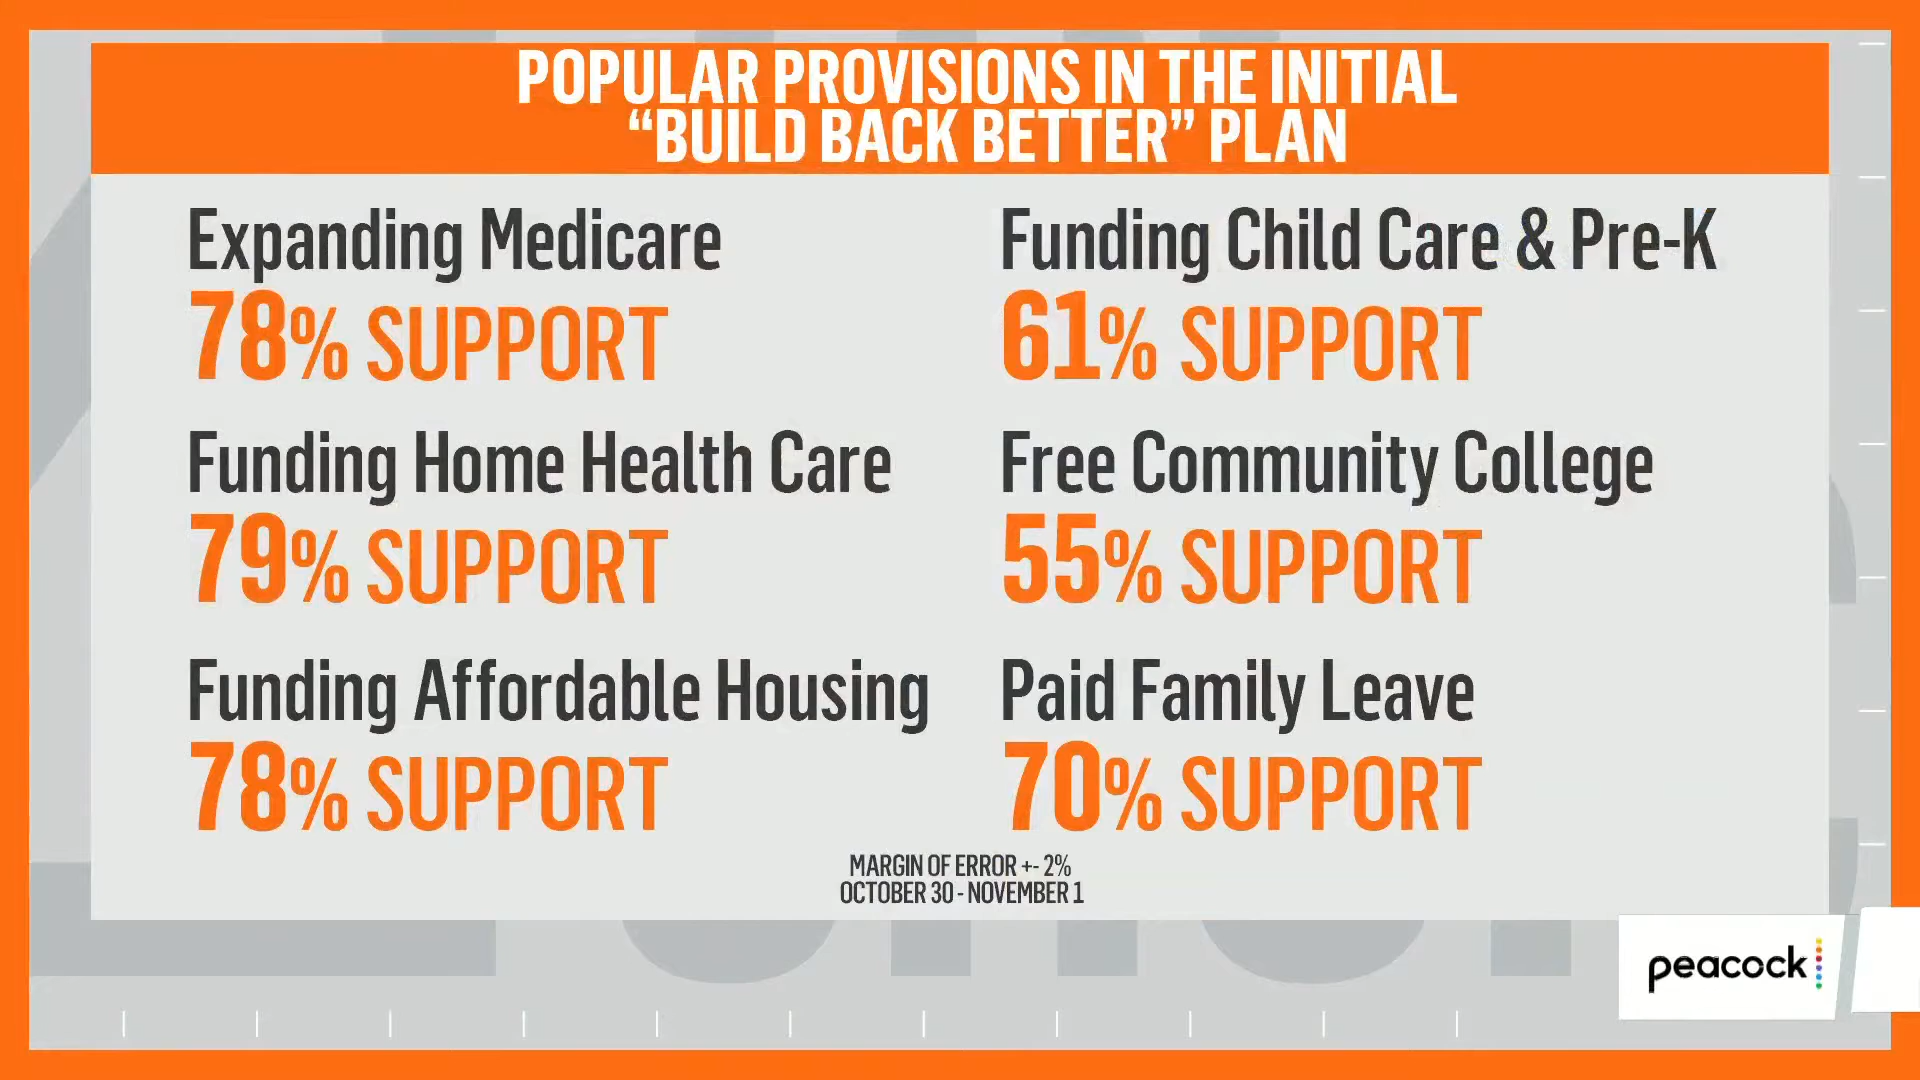 POPULAR PROVISIONS IN THE INITIAL
“BUILD BACK BETTER” PLAN
Expanding Medicare
78% SUPPORT
Funding Home Health Care
79% SUPPORT
Funding Affordable Housing
78% SUPPORT
Funding Child Care & Pre-K
61% SUPPORT
Free Community College
55% SUPPORT
Paid Family Leave
70% SUPPORT
MARGIN OF ERROR +- 2%
OCTOBER 30 - NOVEMBER 1
peacock